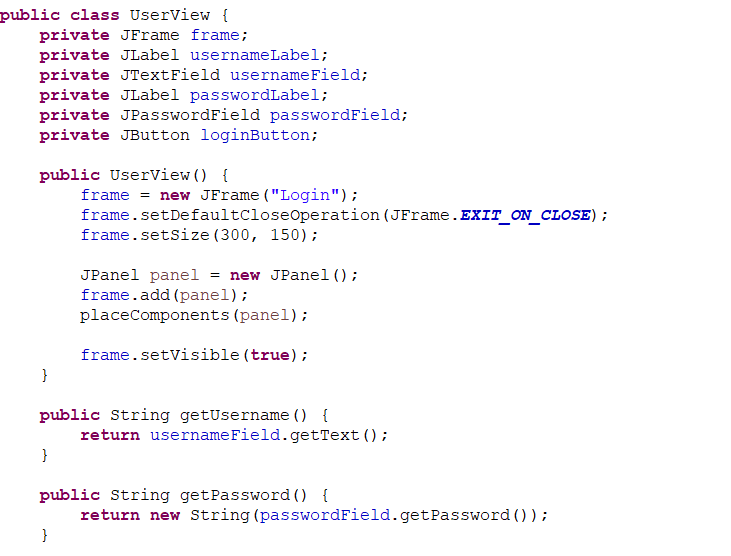 public class UserView {
    private JFrame frame;
    private JLabel usernameLabel;
    private JTextField usernameField;
    private JLabel passwordLabel;
    private JPasswordField passwordField;
    private JButton loginButton;

    public UserView() {
        frame = new JFrame("Login");
        frame.setDefaultCloseOperation(JFrame.EXIT_ON_CLOSE);
        frame.setSize(300, 150);

        JPanel panel = new JPanel();
        frame.add(panel);
        placeComponents(panel);

        frame.setVisible(true);
    }

    public String getUsername() {
        return usernameField.getText();
    }

    public String getPassword() {
        return new String(passwordField.getPassword());
    }